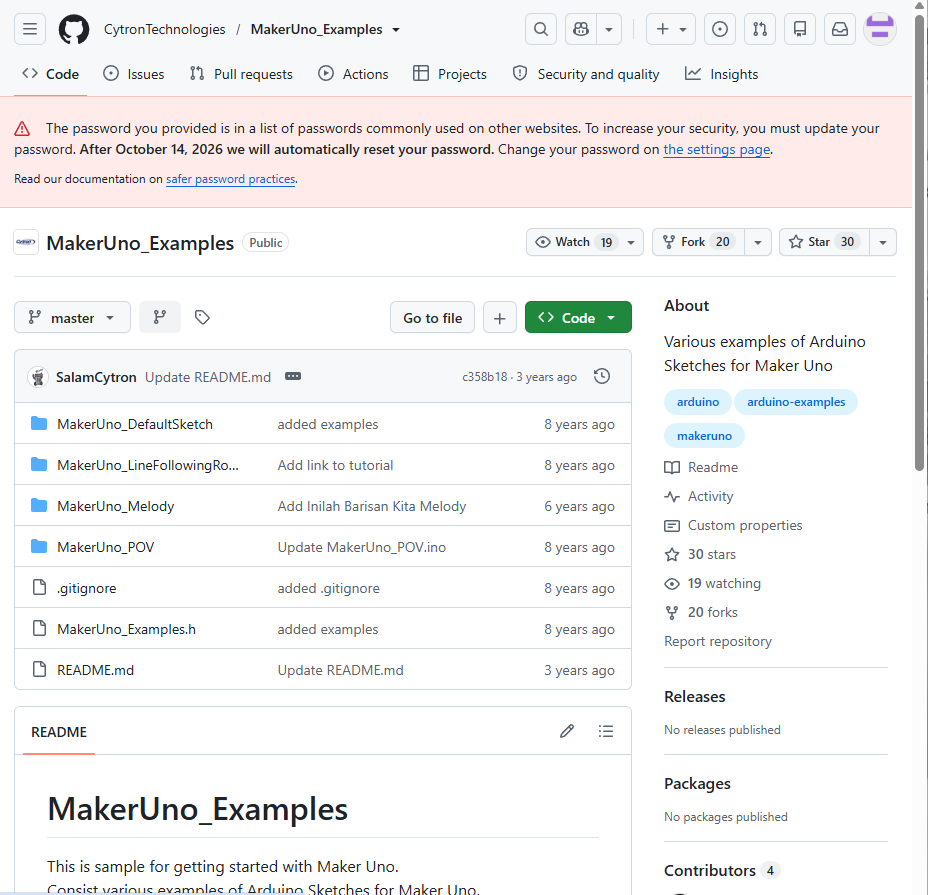 CytronTechnologies / MakerUno_Examples
Code Issues Pull requests Actions Projects Security and quality Insights
The password you provided is in a list of passwords commonly used on other websites. To increase your security, you must update your
password. After October 14, 2026 we will automatically reset your password. Change your password on the settings page.
Read our documentation on safer password practices.
MakerUno_Examples Public
Watch 19
Fork 20
Star 30
master
Go to file
Code
SalamCytron Update README.md c358b18 · 3 years ago
MakerUno_DefaultSketch added examples 8 years ago
MakerUno_LineFollowingRo... Add link to tutorial 8 years ago
MakerUno_Melody Add Inilah Barisan Kita Melody 6 years ago
MakerUno_POV Update MakerUno_POV.ino 8 years ago
.gitignore added .gitignore 8 years ago
MakerUno_Examples.h added examples 8 years ago
README.md Update README.md 3 years ago
README
MakerUno_Examples
This is sample for getting started with Maker Uno.
Consist various examples of Arduino Sketches for Maker Uno.
About
Various examples of Arduino
Sketches for Maker Uno
arduino arduino-examples
makeruno
Readme
Activity
Custom properties
30 stars
19 watching
20 forks
Report repository
Releases
No releases published
Packages
No packages published
Contributors 4